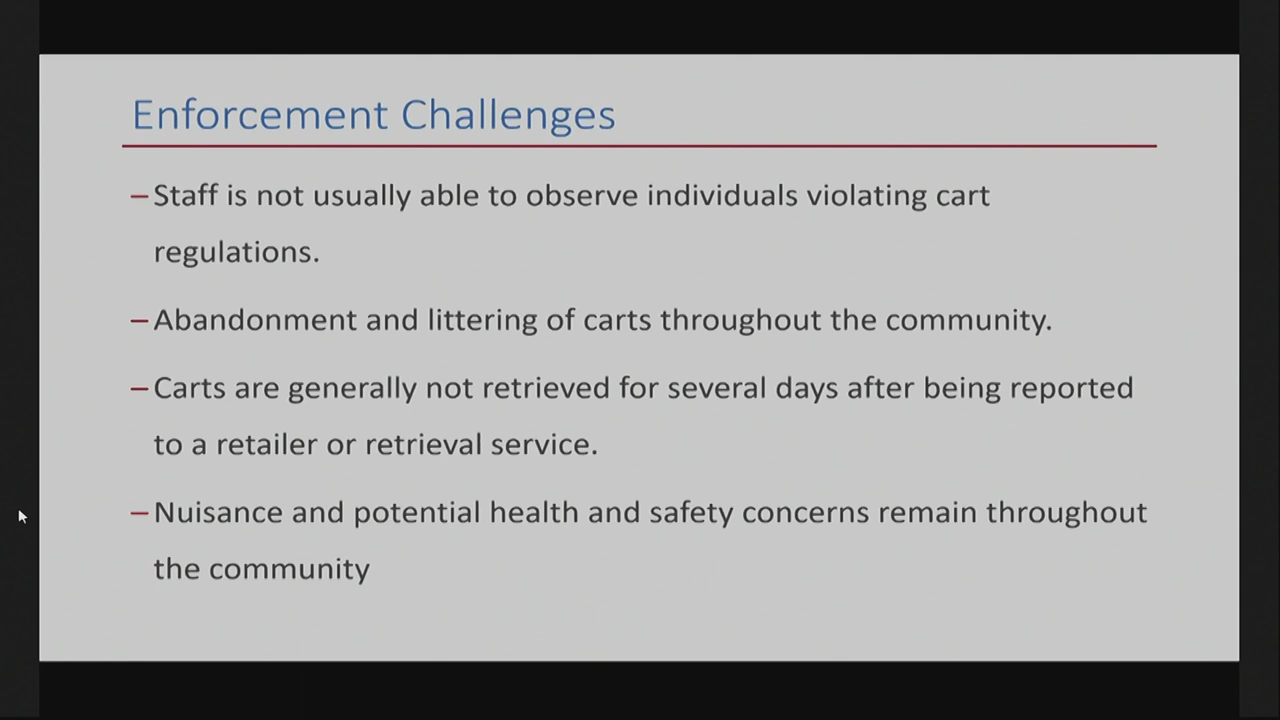 Enforcement Challenges
– Staff is not usually able to observe individuals violating cart
regulations.
– Abandonment and littering of carts throughout the community.
– Carts are generally not retrieved for several days after being reported
to a retailer or retrieval service.
– Nuisance and potential health and safety concerns remain throughout
the community